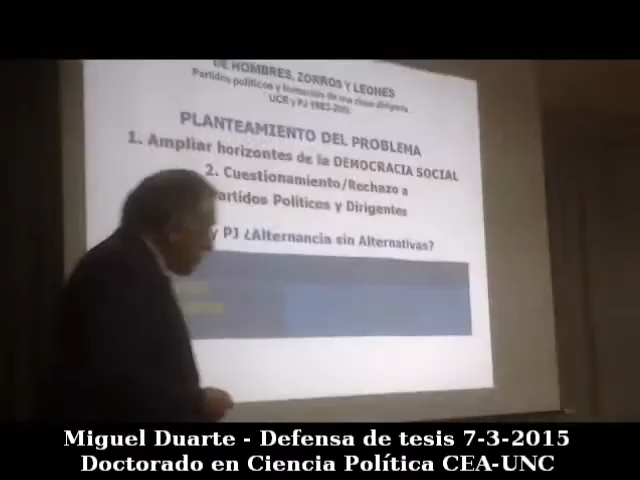 DE HOMBRES, ZORROS Y LEONES
Partidos políticos y formación de una clase dirigente
UCR y PJ 1983-
PLANTEAMIENTO DEL PROBLEMA
1. Ampliar horizontes de la DEMOCRACIA SOCIAL
2. Cuestionamiento/Rechazo a
Partidos Políticos y Dirigentes
y PJ ¿Alternancia sin Alternativas?
Miguel Duarte - Defensa de tesis 7-3-2015
Doctorado en Ciencia Política CEA-UNC